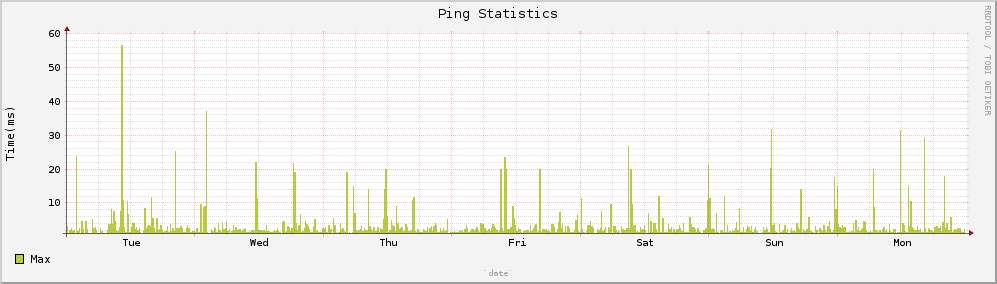 Ping Statistics
RRDTOOL / TOBI OETIKER
Time(ms)
60
50
40
30
20
10
Tue Wed Thu Fri Sat Sun Mon
Max
`date`